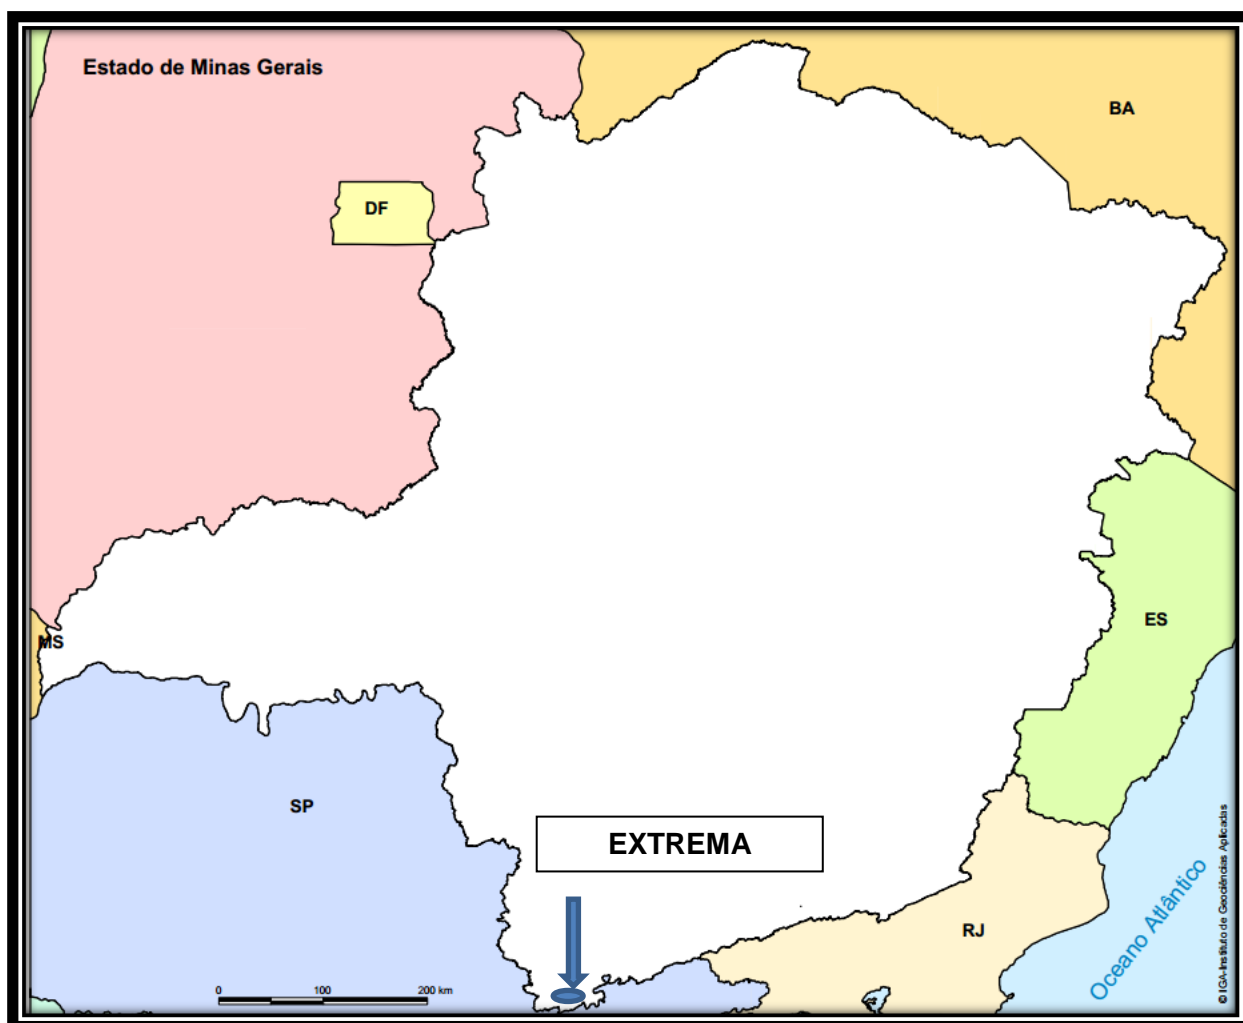 Estado de Minas Gerais
BA
DF
MS
ES
SP
EXTREMA
RJ
Oceano Atlântico
0 100 200 km
© IGA-Instituto de Geociências Aplicadas